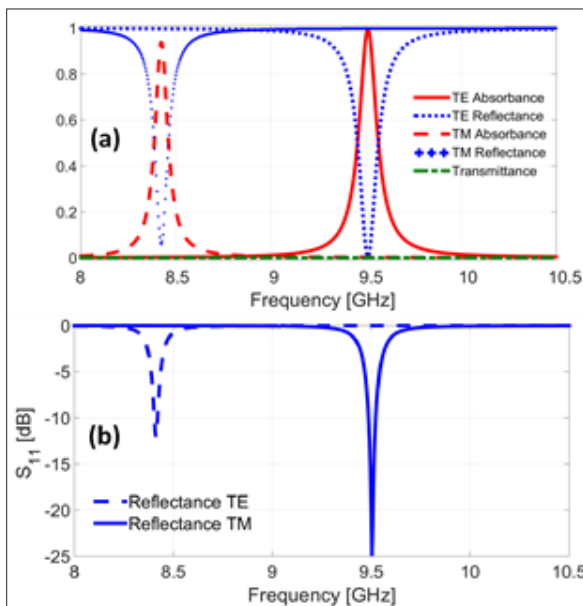 1
0.8
0.6
0.4
0.2
0
(a)
TE Absorbance
TE Reflectance
TM Absorbance
TM Reflectance
Transmittance
8
8.5
9
9.5
10
10.5
Frequency [GHz]
0
-5
-10
-15
-20
-25
S11 [dB]
(b)
Reflectance TE
Reflectance TM
8
8.5
9
9.5
10
10.5
Frequency [GHz]